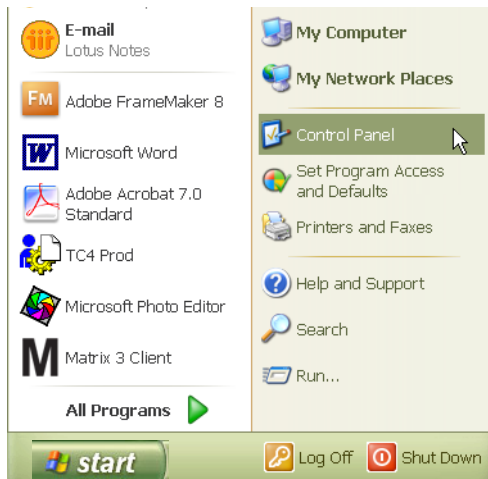 E-mail
Lotus Notes
FM
Adobe FrameMaker 8
W
Microsoft Word
Adobe Acrobat 7.0
Standard
TC4 Prod
Microsoft Photo Editor
M
Matrix 3 Client
All Programs
My Computer
My Network Places
Control Panel
Set Program Access
and Defaults
Printers and Faxes
?
Help and Support
Search
Run...
start
Log Off
Shut Down